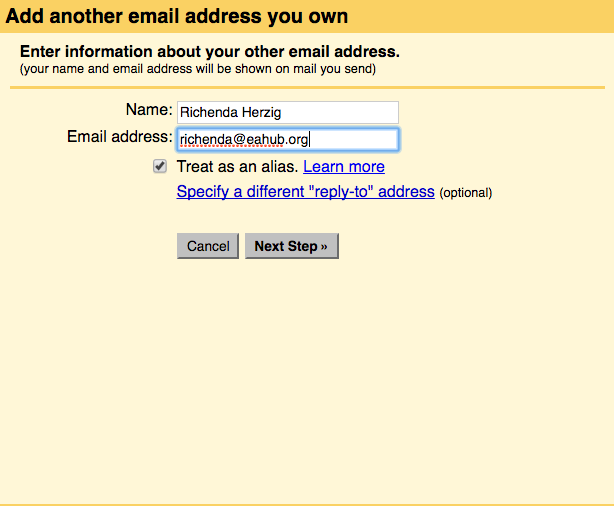 Add another email address you own
Enter information about your other email address.
(your name and email address will be shown on mail you send)
Name: Richenda Herzig
Email address: richenda@eahub.org
Treat as an alias. Learn more
Specify a different "reply-to" address (optional)
Cancel Next Step »